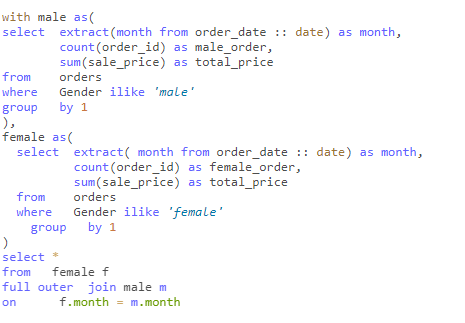 with male as(
select  extract(month from order_date :: date) as month,
        count(order_id) as male_order,
        sum(sale_price) as total_price
from    orders
where   Gender ilike 'male'
group   by 1
),
female as(
  select  extract( month from order_date :: date) as month,
          count(order_id) as female_order,
          sum(sale_price) as total_price
  from    orders
  where   Gender ilike 'female'
    group   by 1
)
select *
from   female f
full outer  join male m
on      f.month = m.month